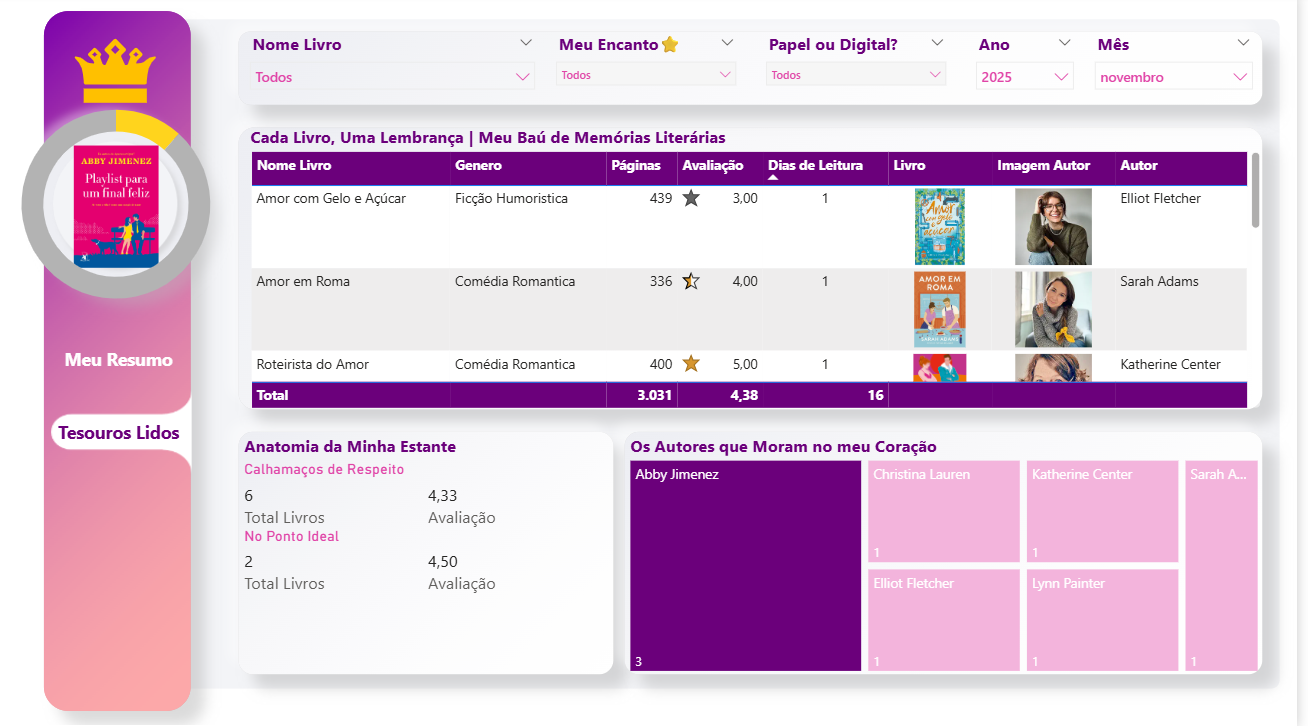 Nome Livro
Todos
Meu Encanto
Todos
Papel ou Digital?
Todos
Ano
2025
Mês
novembro
ABBY JIMENEZ
Playlist para
um final feliz
Meu Resumo
Tesouros Lidos
Cada Livro, Uma Lembrança | Meu Baú de Memórias Literárias
Nome Livro Genero Páginas Avaliação Dias de Leitura Livro Imagem Autor Autor
Amor com Gelo e Açúcar Ficção Humoristica 439 3,00 1 Elliot Fletcher
Amor com gelo e açúcar
Amor em Roma Comédia Romantica 336 4,00 1 Sarah Adams
AMOR EM
ROMA
SARAH ADAMS
Roteirista do Amor Comédia Romantica 400 5,00 1 Katherine Center
Total 3.031 4,38 16
Anatomia da Minha Estante
Calhamaços de Respeito
6 4,33
Total Livros Avaliação
No Ponto Ideal
2 4,50
Total Livros Avaliação
Os Autores que Moram no meu Coração
Abby Jimenez
3
Christina Lauren
1
Katherine Center
1
Elliot Fletcher
1
Lynn Painter
1
Sarah A...
1